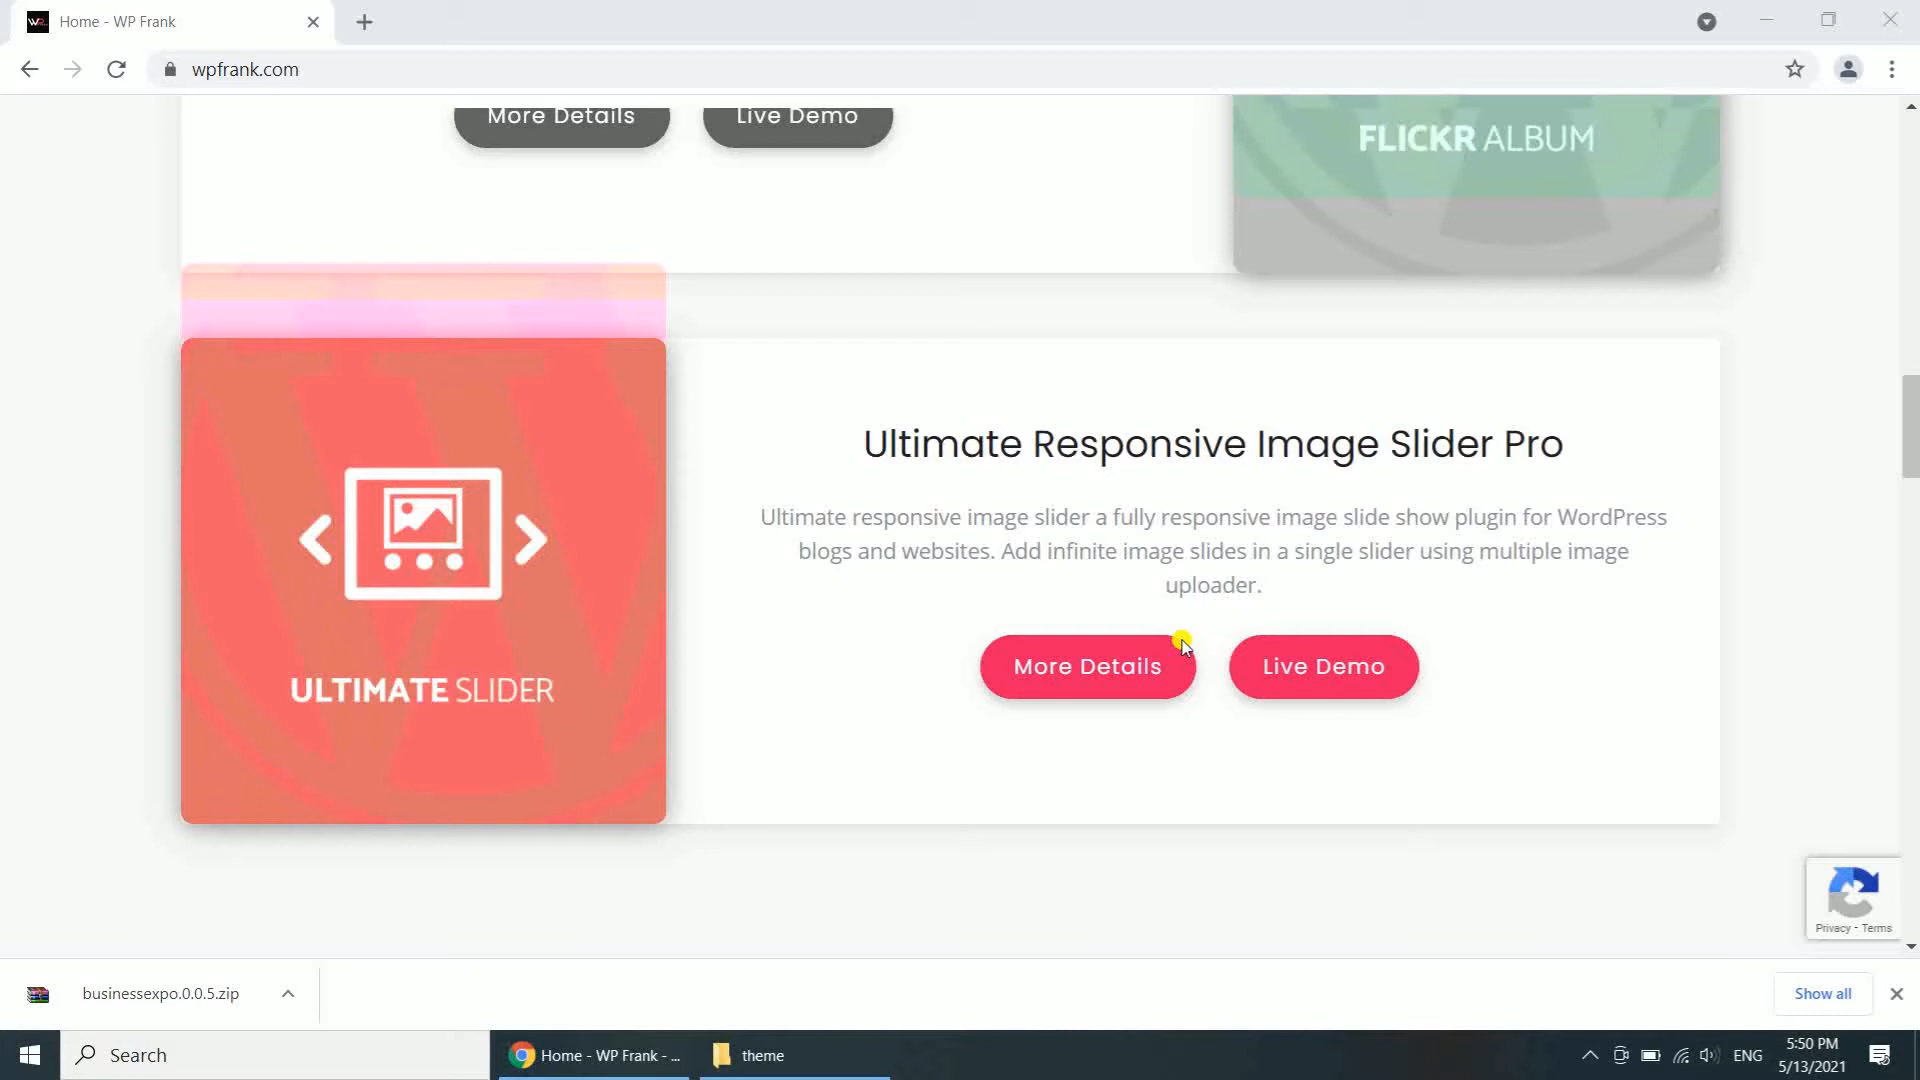 Home - WP Frank
wpfrank.com
More Details
Live Demo
FLICKR ALBUM
Ultimate Responsive Image Slider Pro
Ultimate responsive image slider a fully responsive image slide show plugin for WordPress
blogs and websites. Add infinite image slides in a single slider using multiple image
uploader.
More Details
Live Demo
ULTIMATE SLIDER
Privacy - Terms
businessexpo.0.0.5.zip
Show all
Search
Home - WP Frank - ...
theme
ENG
5:50 PM
5/13/2021